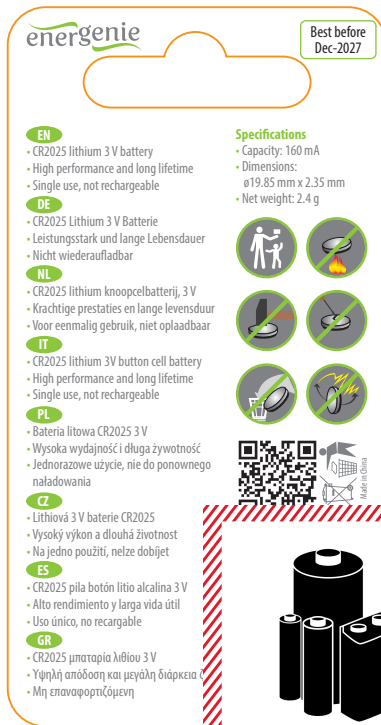 energenie
Best before
Dec-2027
EN
• CR2025 lithium 3 V battery
• High performance and long lifetime
• Single use, not rechargeable
DE
• CR2025 Lithium 3 V Batterie
• Leistungsstark und lange Lebensdauer
• Nicht wiederaufladbar
NL
• CR2025 lithium knoopcelbatterij, 3 V
• Krachtige prestaties en lange levensduur
• Voor eenmalig gebruik, niet oplaadbaar
IT
• CR2025 lithium 3V button cell battery
• High performance and long lifetime
• Single use, not rechargeable
PL
• Bateria litowa CR2025 3 V
• Wysoka wydajność i długa żywotność
• Jednorazowe użycie, nie do ponownego
naładowania
CZ
• Lithiová 3 V baterie CR2025
• Vysoký výkon a dlouhá životnost
• Na jedno použití, nelze dobíjet
ES
• CR2025 pila botón litio alcalina 3 V
• Alto rendimiento y larga vida útil
• Uso único, no recargable
GR
• CR2025 μπαταρία λιθίου 3 V
• Υψηλή απόδοση και μεγάλη διάρκεια
• Μη επαναφορτιζόμενη
Specifications
• Capacity: 160 mA
• Dimensions:
ø19.85 mm x 2.35 mm
• Net weight: 2.4 g
Made in China